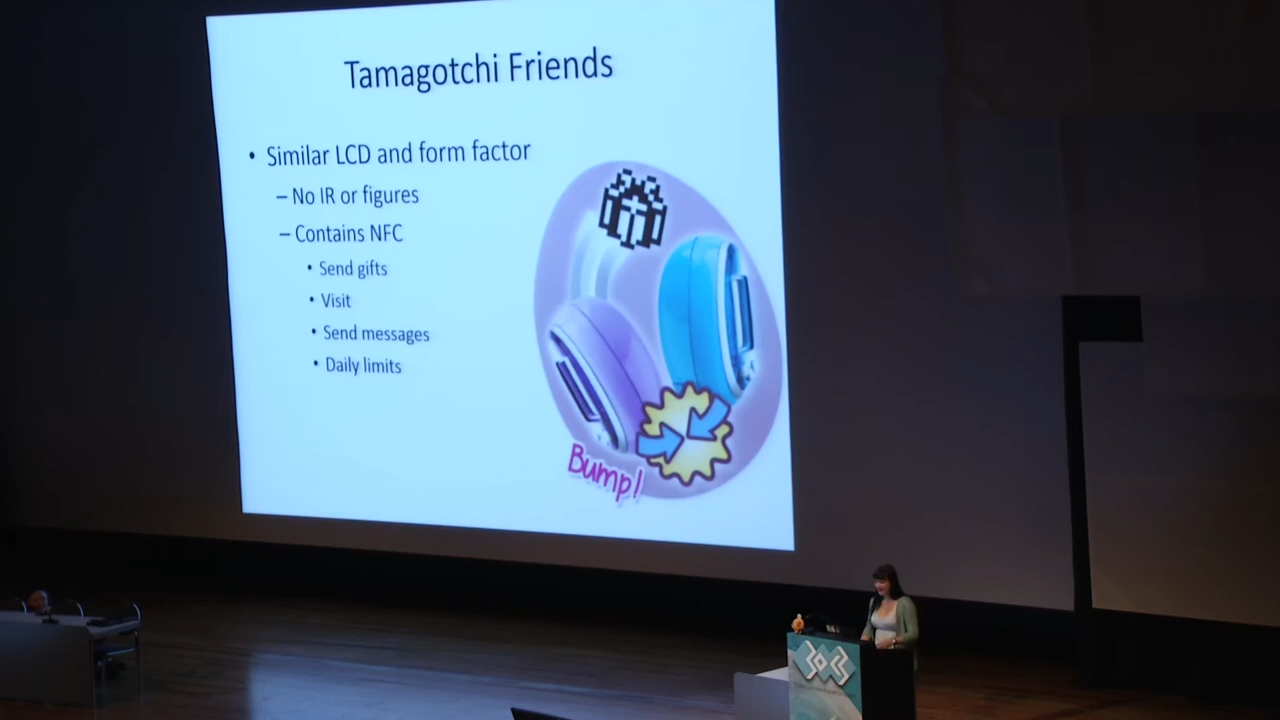 Tamagotchi Friends
• Similar LCD and form factor
– No IR or figures
– Contains NFC
• Send gifts
• Visit
• Send messages
• Daily limits
Bump!
30C3